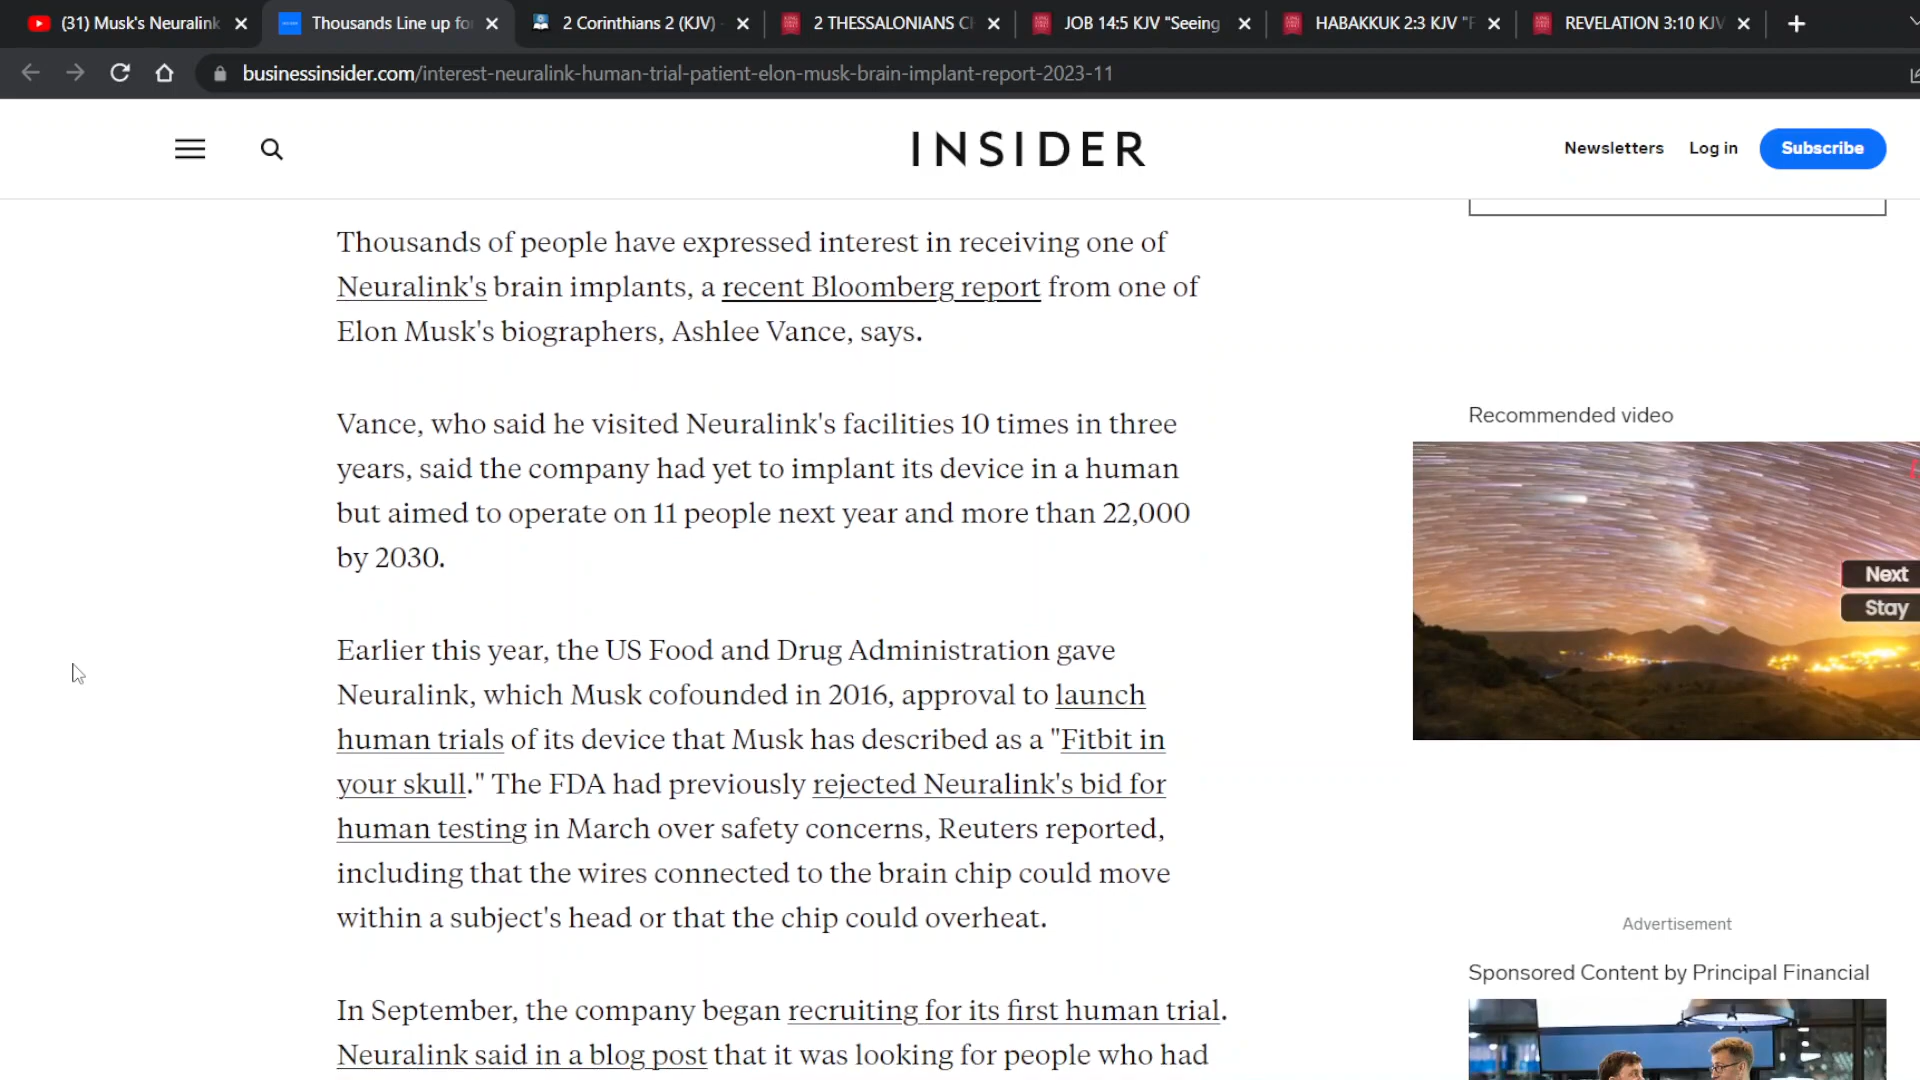 (31) Musk's Neuralink
Thousands Line up fo
2 Corinthians 2 (KJV)
2 THESSALONIANS C
JOB 14:5 KJV "Seeing
HABAKKUK 2:3 KJV "F
REVELATION 3:10 KJV
businessinsider.com/interest-neuralink-human-trial-patient-elon-musk-brain-implant-report-2023-11
INSIDER
Newsletters
Log in
Subscribe
Thousands of people have expressed interest in receiving one of
Neuralink's brain implants, a recent Bloomberg report from one of
Elon Musk's biographers, Ashlee Vance, says.
Vance, who said he visited Neuralink's facilities 10 times in three
years, said the company had yet to implant its device in a human
but aimed to operate on 11 people next year and more than 22,000
by 2030.
Earlier this year, the US Food and Drug Administration gave
Neuralink, which Musk cofounded in 2016, approval to launch
human trials of its device that Musk has described as a "Fitbit in
your skull." The FDA had previously rejected Neuralink's bid for
human testing in March over safety concerns, Reuters reported,
including that the wires connected to the brain chip could move
within a subject's head or that the chip could overheat.
In September, the company began recruiting for its first human trial.
Neuralink said in a blog post that it was looking for people who had
Recommended video
Next
Stay
Advertisement
Sponsored Content by Principal Financial